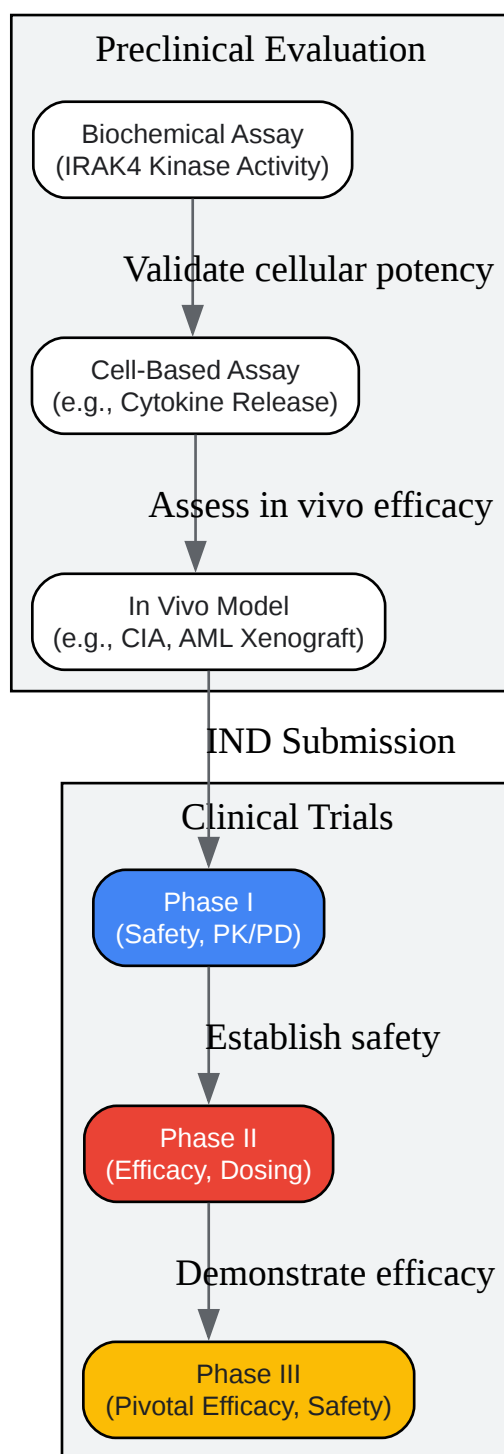 Preclinical Evaluation
Biochemical Assay
(IRAK4 Kinase Activity)
Validate cellular potency
Cell-Based Assay
(e.g., Cytokine Release)
Assess in vivo efficacy
In Vivo Model
(e.g., CIA, AML Xenograft)
IND Submission
Clinical Trials
Phase I
(Safety, PK/PD)
Establish safety
Phase II
(Efficacy, Dosing)
Demonstrate efficacy
Phase III
(Pivotal Efficacy, Safety)